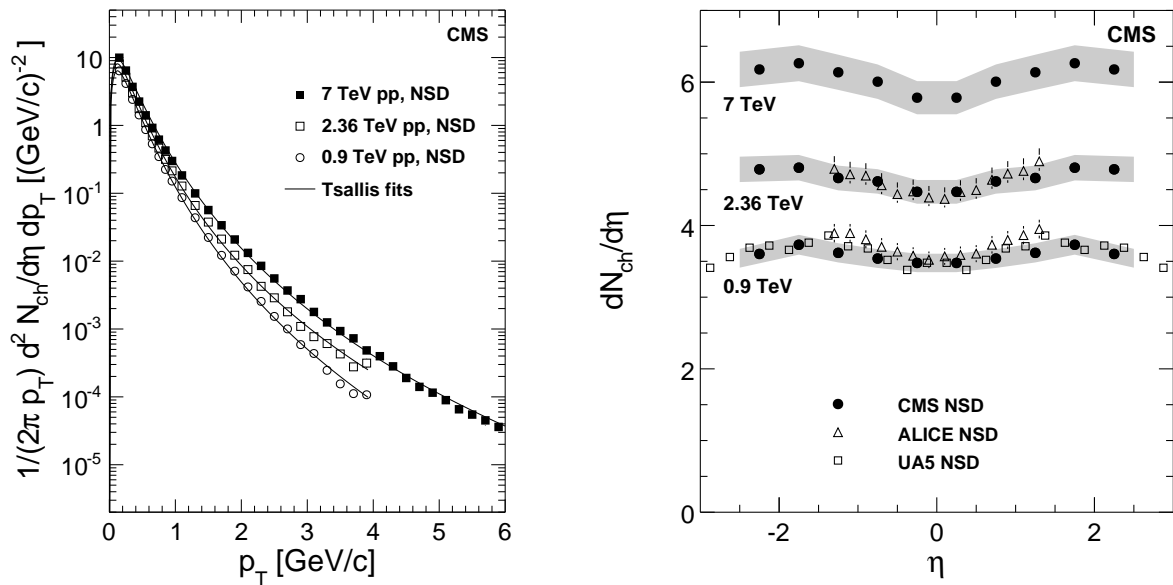 CMS
7 TeV pp, NSD
2.36 TeV pp, NSD
0.9 TeV pp, NSD
Tsallis fits
1/(2π p_T) d² N_ch/dη dp_T [(GeV/c)⁻²]
10
1
10⁻¹
10⁻²
10⁻³
10⁻⁴
10⁻⁵
0 1 2 3 4 5 6
p_T [GeV/c]
CMS
7 TeV
2.36 TeV
0.9 TeV
CMS NSD
ALICE NSD
UA5 NSD
dN_ch/dη
6
4
2
0
-2 0 2
η